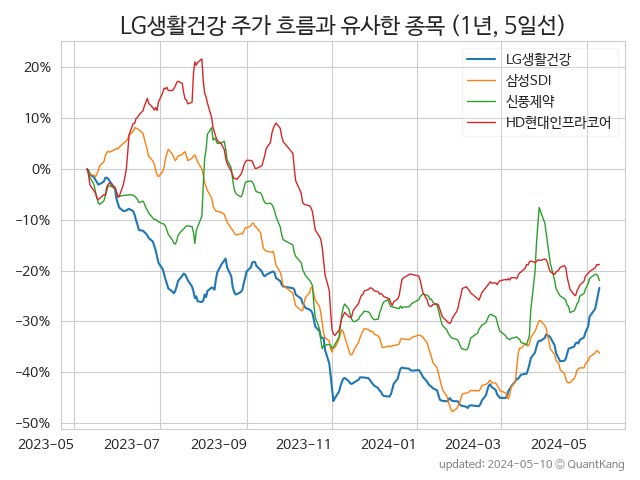 LG생활건강 주가 흐름과 유사한 종목 (1년, 5일선)
LG생활건강
삼성SDI
신풍제약
HD현대인프라코어
20%
10%
0%
−10%
−20%
−30%
−40%
−50%
2023-05
2023-07
2023-09
2023-11
2024-01
2024-03
2024-05
updated: 2024-05-10 © QuantKang